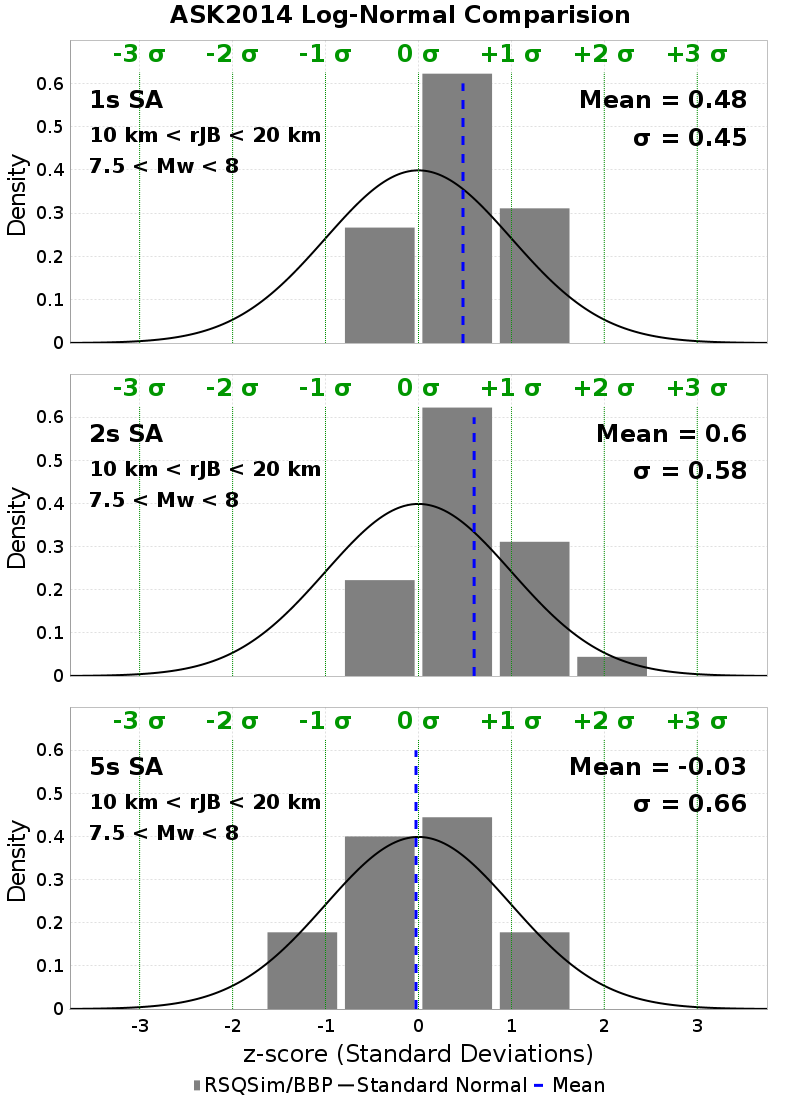 ASK2014 Log-Normal Comparision
-3 σ -2 σ -1 σ 0 σ +1 σ +2 σ +3 σ
1s SA
10 km < rJB < 20 km
7.5 < Mw < 8
Mean = 0.48
σ = 0.45
Density
0.6
0.5
0.4
0.3
0.2
0.1
0
-3 σ -2 σ -1 σ 0 σ +1 σ +2 σ +3 σ
2s SA
10 km < rJB < 20 km
7.5 < Mw < 8
Mean = 0.6
σ = 0.58
Density
0.6
0.5
0.4
0.3
0.2
0.1
0
-3 σ -2 σ -1 σ 0 σ +1 σ +2 σ +3 σ
5s SA
10 km < rJB < 20 km
7.5 < Mw < 8
Mean = -0.03
σ = 0.66
Density
0.6
0.5
0.4
0.3
0.2
0.1
0
-3 -2 -1 0 1 2 3
z-score (Standard Deviations)
RSQSim/BBP Standard Normal Mean